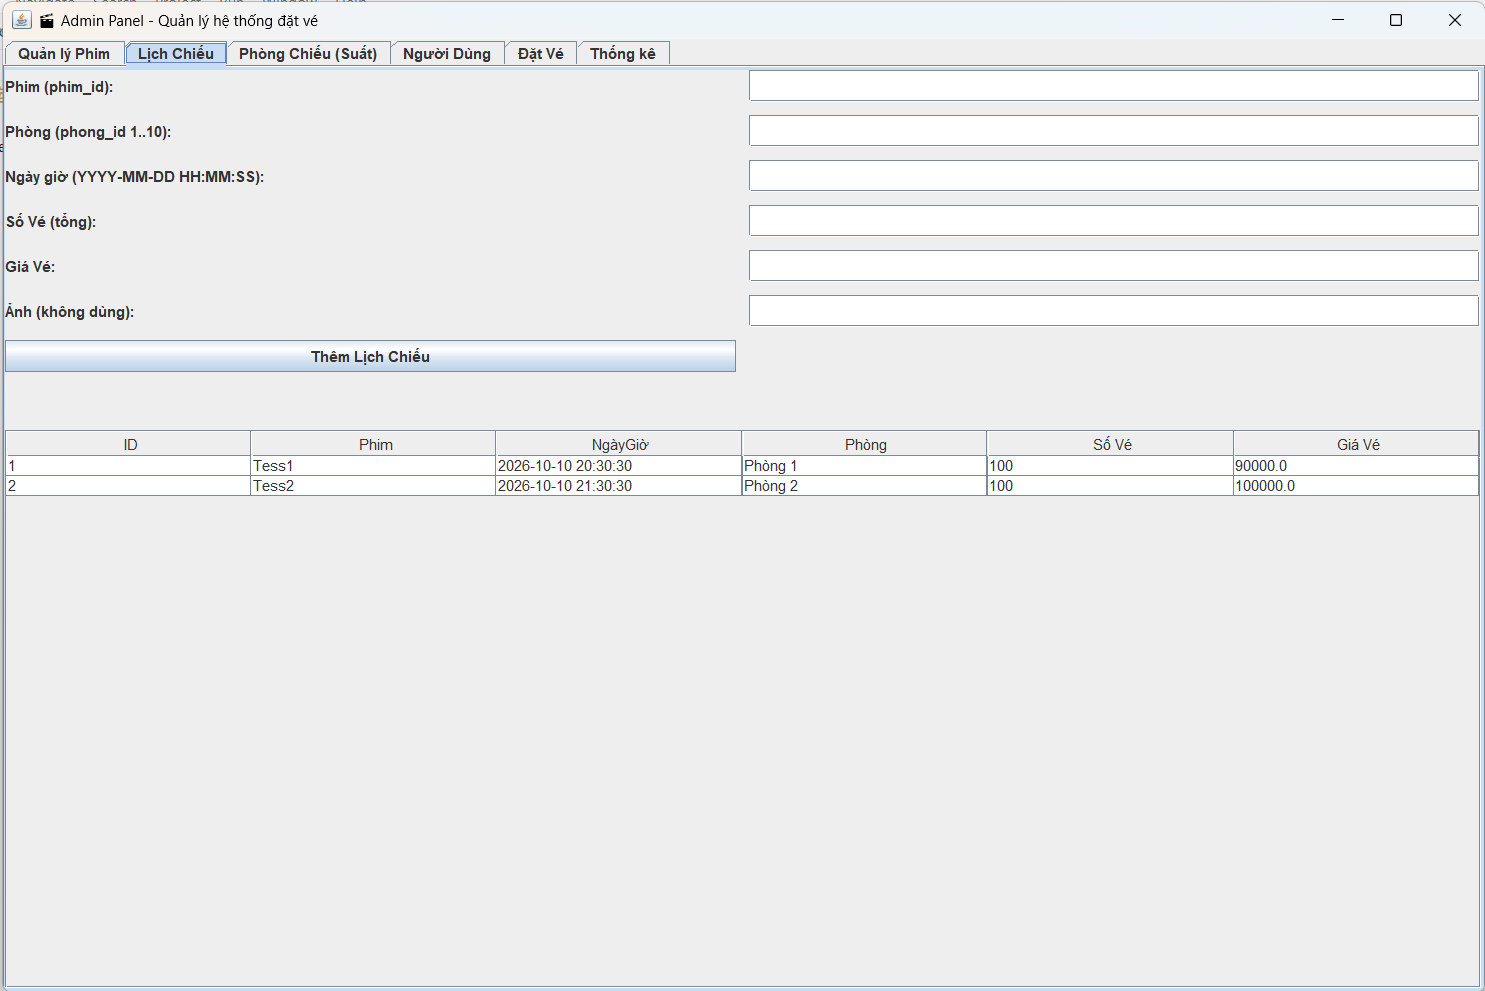 Admin Panel - Quản lý hệ thống đặt vé
Quản lý Phim Lịch Chiếu Phòng Chiếu (Suất) Người Dùng Đặt Vé Thống kê
Phim (phim_id):
Phòng (phong_id 1..10):
Ngày giờ (YYYY-MM-DD HH:MM:SS):
Số Vé (tổng):
Giá Vé:
Ảnh (không dùng):
Thêm Lịch Chiếu
ID Phim NgàyGiờ Phòng Số Vé Giá Vé
1 Tess1 2026-10-10 20:30:30 Phòng 1 100 90000.0
2 Tess2 2026-10-10 21:30:30 Phòng 2 100 100000.0